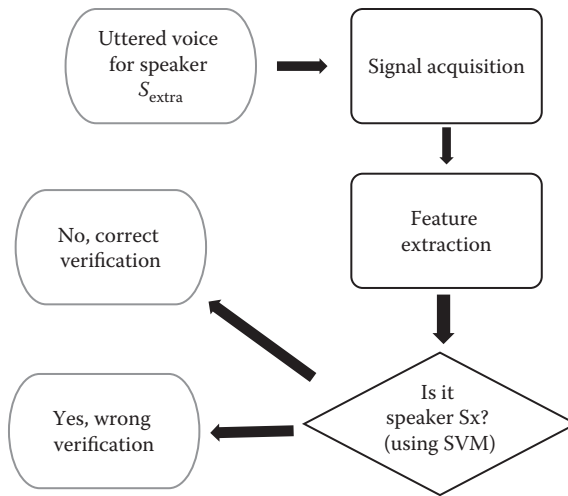 Uttered voice
for speaker
S_extra
Signal acquisition
Feature
extraction
No, correct
verification
Is it
speaker Sx?
(using SVM)
Yes, wrong
verification